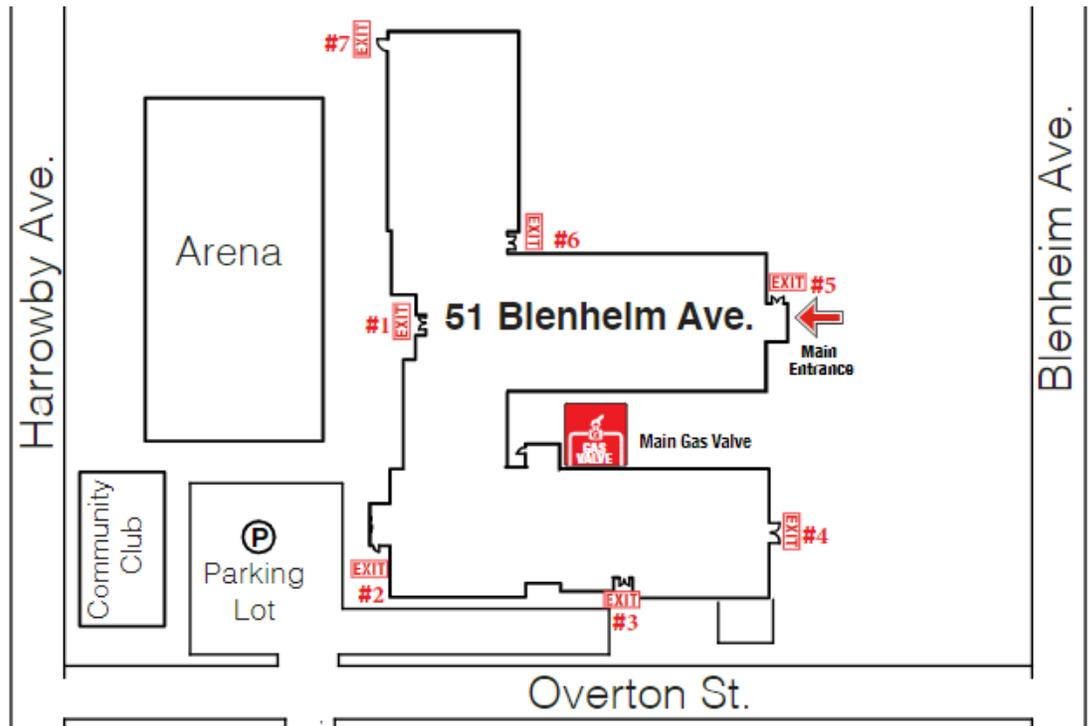 #7 EXIT
Harrowby Ave.
Arena
Blenheim Ave.
EXIT #6
EXIT #5
#1 EXIT
51 Blenhelm Ave.
Main
Entrance
GAS
VALVE
Main Gas Valve
Community
Club
P
Parking
Lot
EXIT
#2
EXIT #4
EXIT
#3
Overton St.